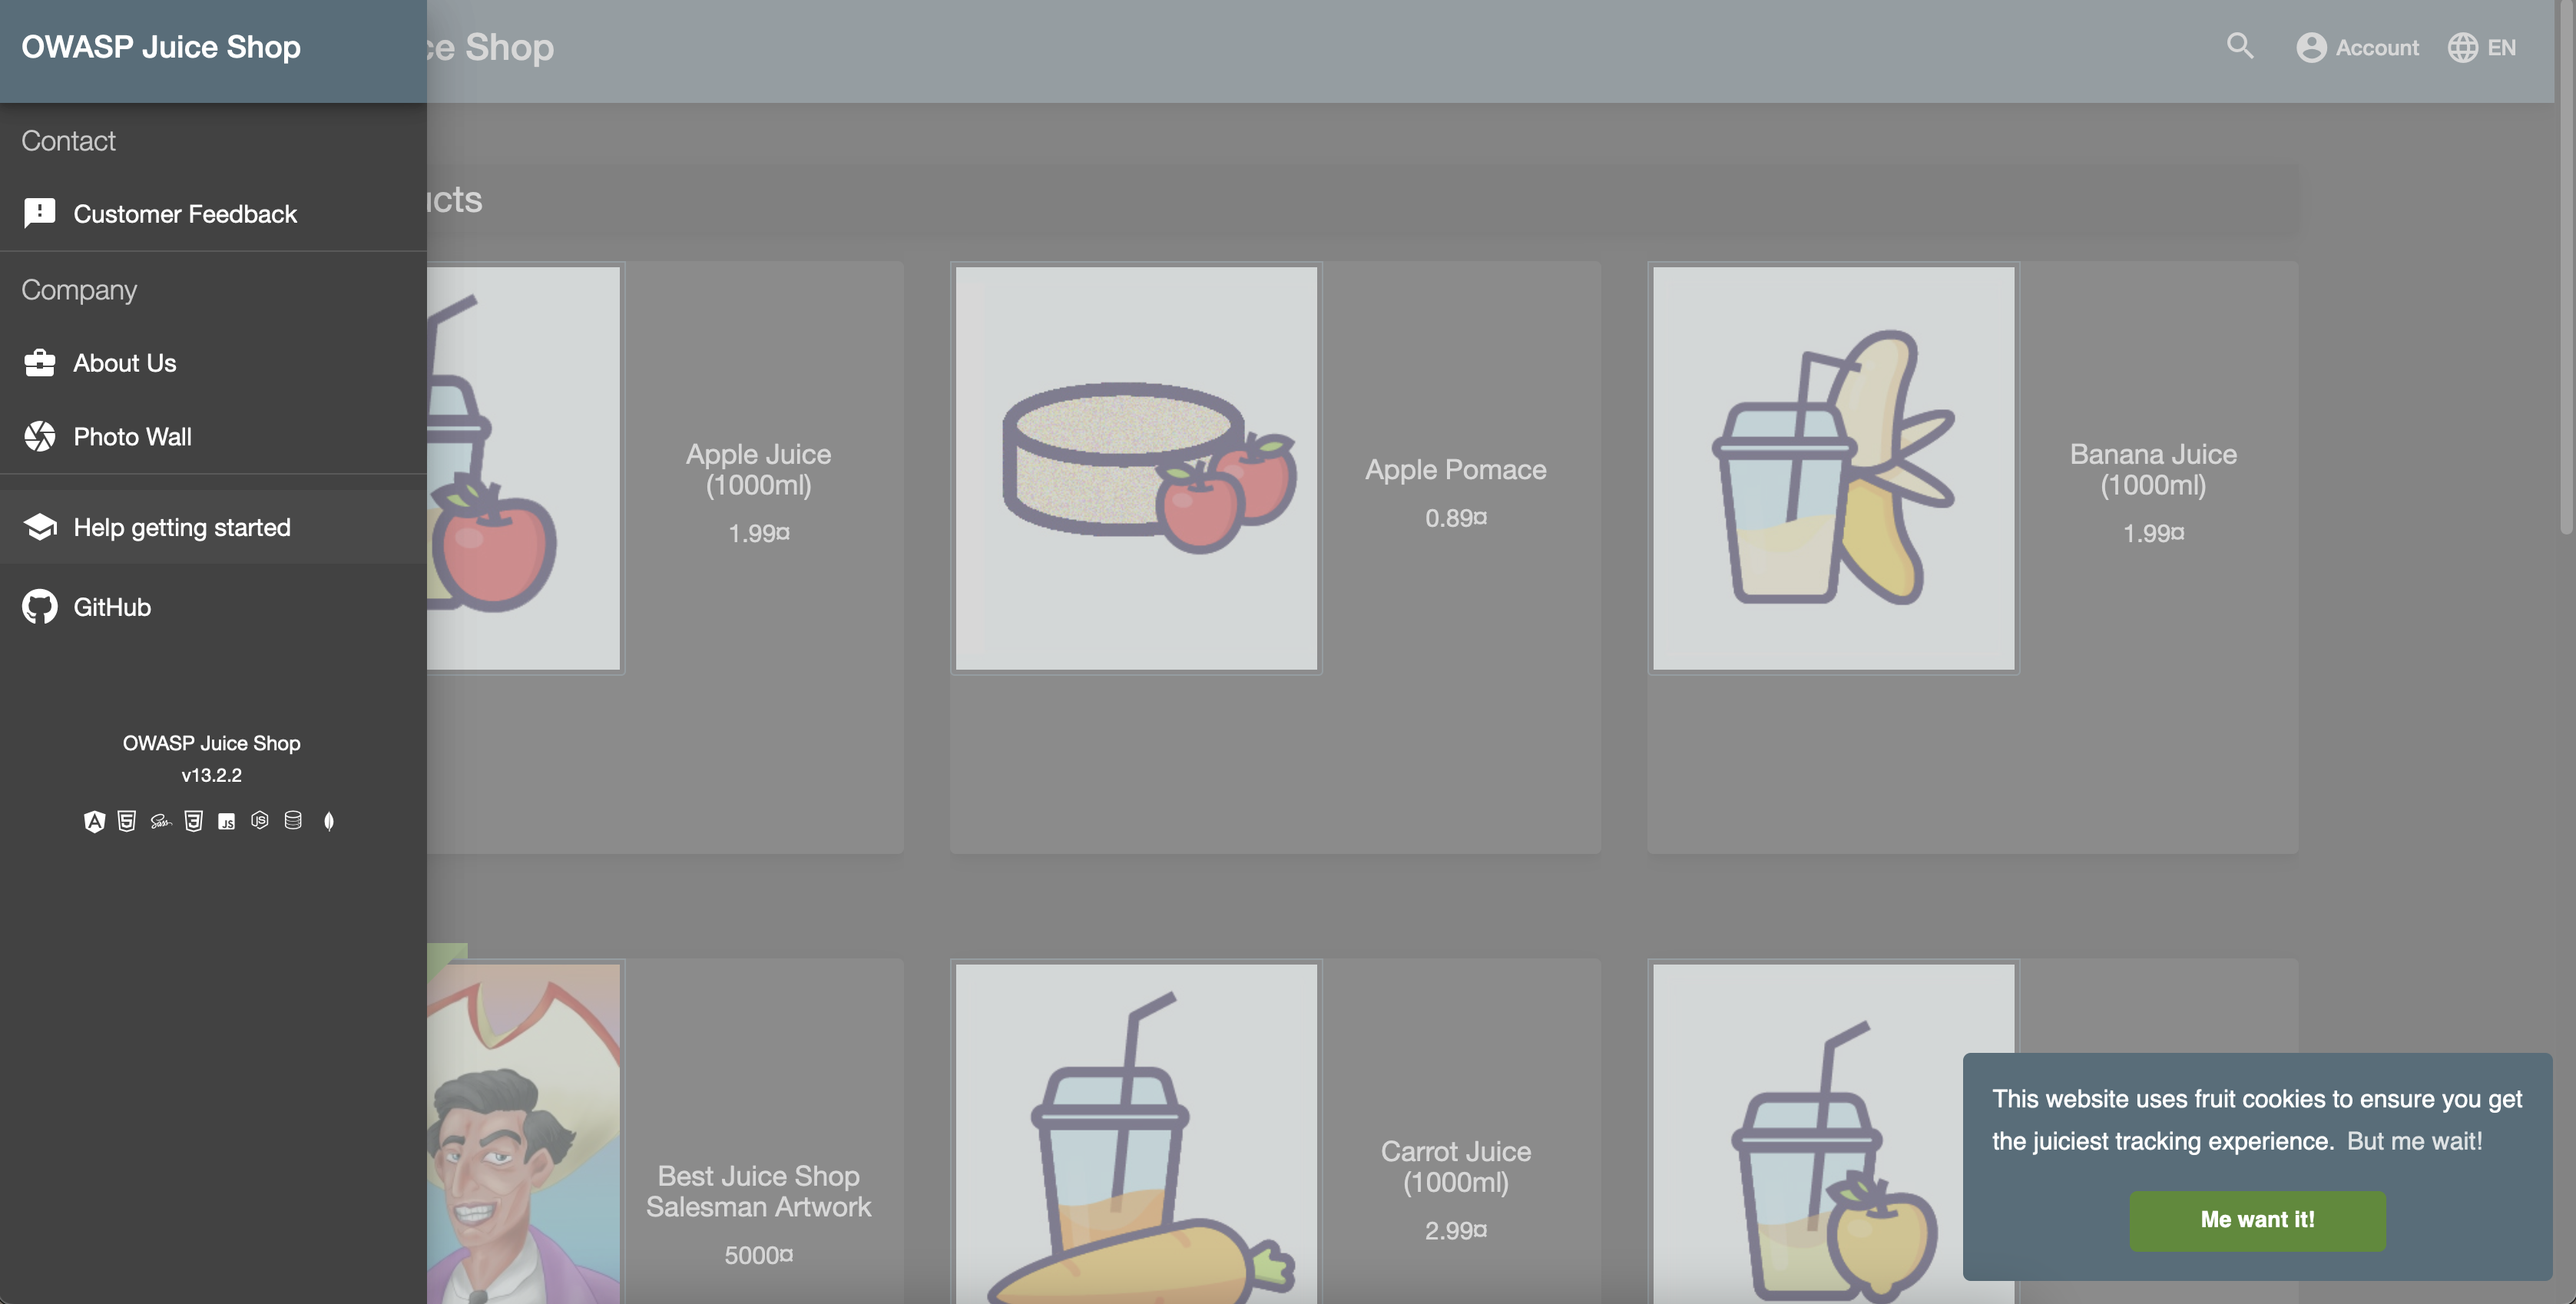 OWASP Juice Shop
Contact
Customer Feedback
Company
About Us
Photo Wall
Help getting started
GitHub
OWASP Juice Shop
v13.2.2
ce Shop
Account
EN
ucts
Apple Juice
(1000ml)
1.99¤
Apple Pomace
0.89¤
Banana Juice
(1000ml)
1.99¤
Best Juice Shop
Salesman Artwork
5000¤
Carrot Juice
(1000ml)
2.99¤
This website uses fruit cookies to ensure you get
the juiciest tracking experience. But me wait!
Me want it!